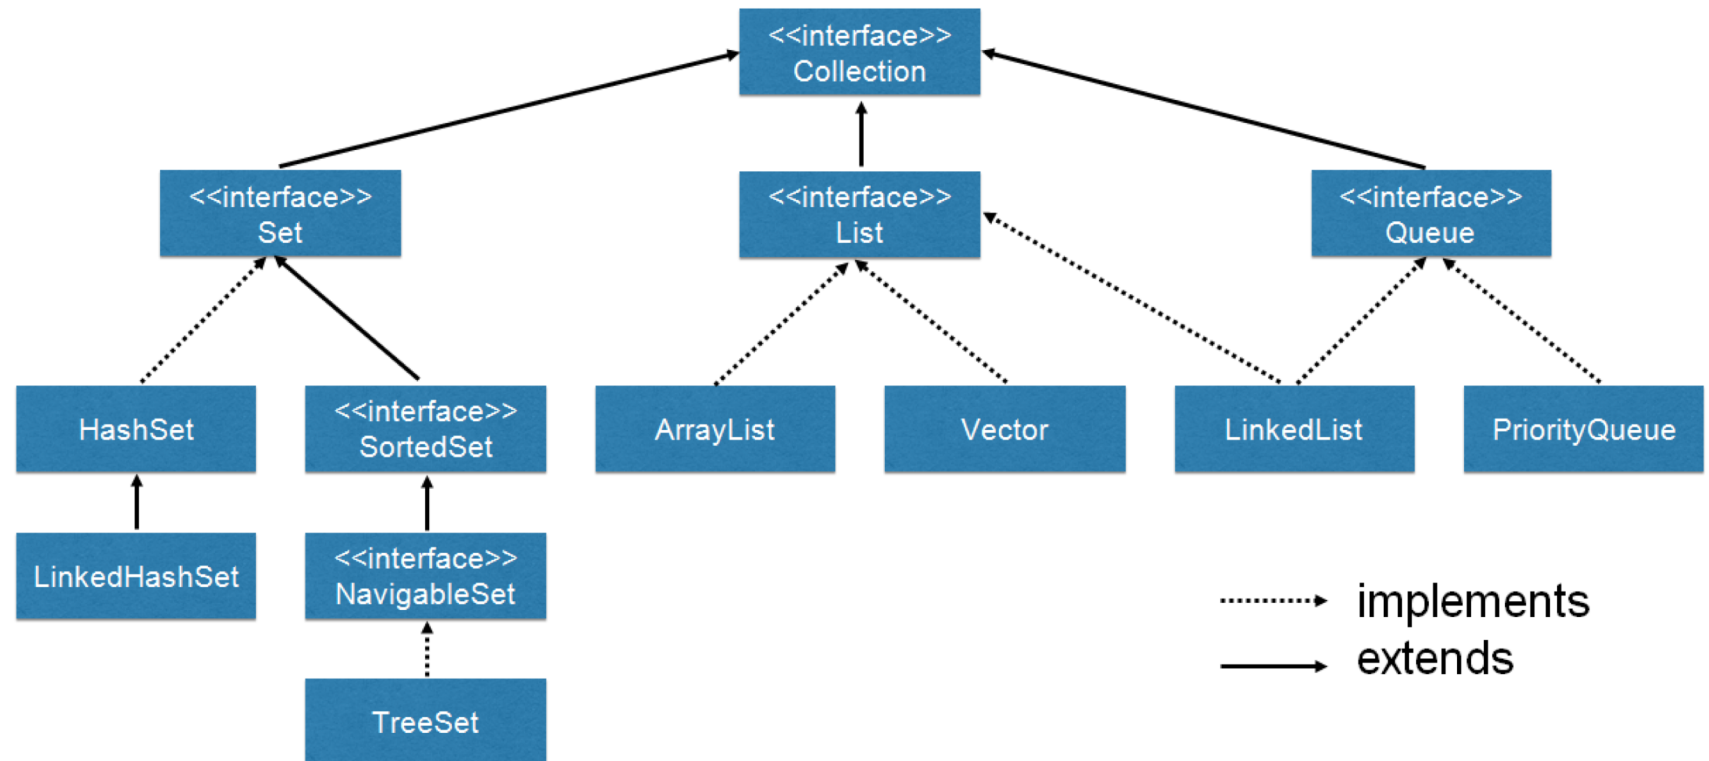 <<interface>>
Collection
<<interface>>
Set
<<interface>>
List
<<interface>>
Queue
HashSet
<<interface>>
SortedSet
ArrayList
Vector
LinkedList
PriorityQueue
LinkedHashSet
<<interface>>
NavigableSet
implements
extends
TreeSet